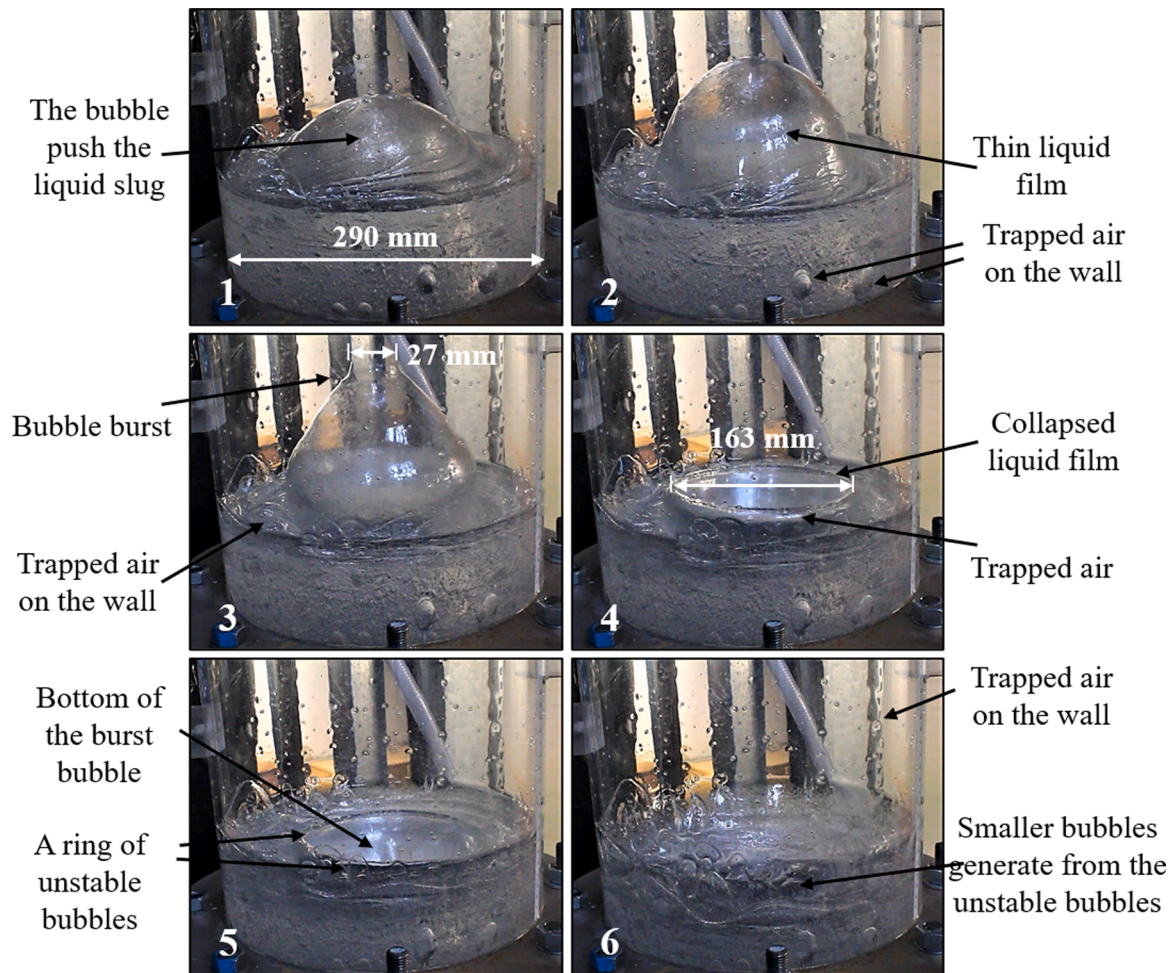 The bubble
push the
liquid slug
290 mm
1
Thin liquid
film
Trapped air
on the wall
2
27 mm
Bubble burst
Trapped air
on the wall
3
163 mm
Collapsed
liquid film
Trapped air
4
Bottom of
the burst
bubble
A ring of
unstable
bubbles
5
Trapped air
on the wall
Smaller bubbles
generate from the
unstable bubbles
6